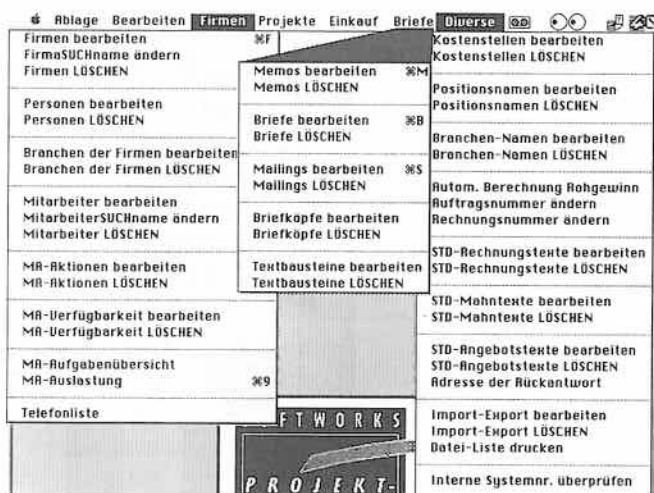 Ablage Bearbeiten Firmen Projekte Einkauf Briefe Diverse
Firmen bearbeiten ⌘F
FirmaSUCHname ändern
Firmen LÖSCHEN
Personen bearbeiten
Personen LÖSCHEN
Branchen der Firmen bearbeiten
Branchen der Firmen LÖSCHEN
Mitarbeiter bearbeiten
MitarbeiterSUCHname ändern
Mitarbeiter LÖSCHEN
MA-Aktionen bearbeiten
MA-Aktionen LÖSCHEN
MA-Verfügbarkeit bearbeiten
MA-Verfügbarkeit LÖSCHEN
MA-Aufgabenübersicht
MA-Auslastung ⌘9
Telefonliste
Memos bearbeiten ⌘M
Memos LÖSCHEN
Briefe bearbeiten ⌘B
Briefe LÖSCHEN
Mailings bearbeiten ⌘S
Mailings LÖSCHEN
Briefköpfe bearbeiten
Briefköpfe LÖSCHEN
Textbausteine bearbeiten
Textbausteine LÖSCHEN
Kostenstellen bearbeiten
Kostenstellen LÖSCHEN
Positionsnamen bearbeiten
Positionsnamen LÖSCHEN
Branchen-Namen bearbeiten
Branchen-Namen LÖSCHEN
Autom. Berechnung Rohgewinn
Auftragsnummer ändern
Rechnungsnummer ändern
STD-Rechnungstexte bearbeiten
STD-Rechnungstexte LÖSCHEN
STD-Mahntexte bearbeiten
STD-Mahntexte LÖSCHEN
STD-Angebotstexte bearbeiten
STD-Angebotstexte LÖSCHEN
Adresse der Rückantwort
Import-Export bearbeiten
Import-Export LÖSCHEN
Datei-Liste drucken
Interne Systemnr. überprüfen
FTWORKS
PROJEKT-